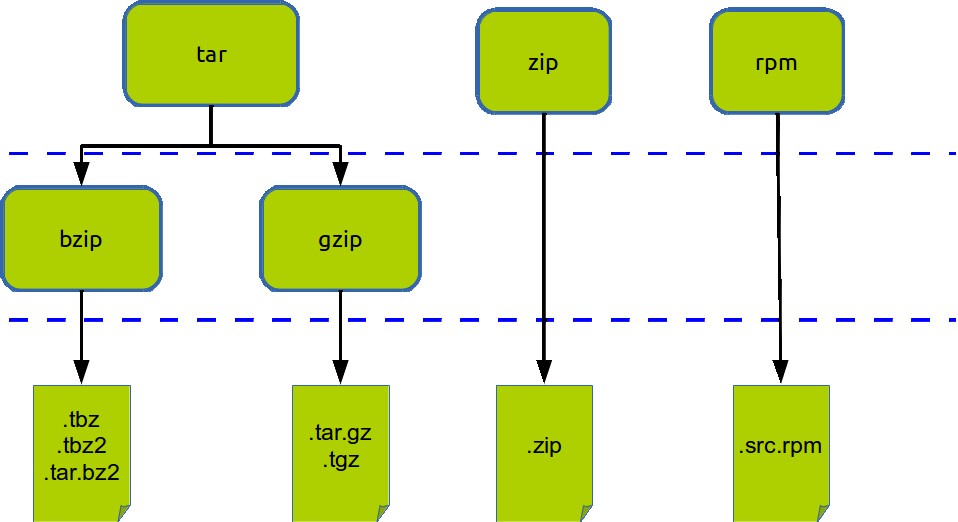 tar
zip
rpm
bzip
gzip
.tbz
.tbz2
.tar.bz2
.tar.gz
.tgz
.zip
.src.rpm